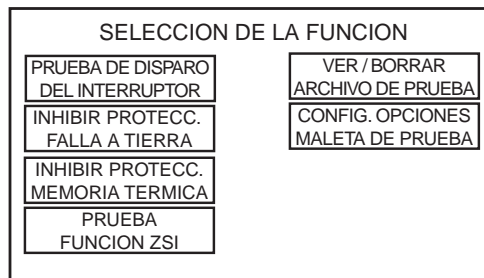 SELECCION DE LA FUNCION
PRUEBA DE DISPARO
DEL INTERRUPTOR
INHIBIR PROTECC.
FALLA A TIERRA
INHIBIR PROTECC.
MEMORIA TERMICA
PRUEBA
FUNCION ZSI
VER / BORRAR
ARCHIVO DE PRUEBA
CONFIG. OPCIONES
MALETA DE PRUEBA